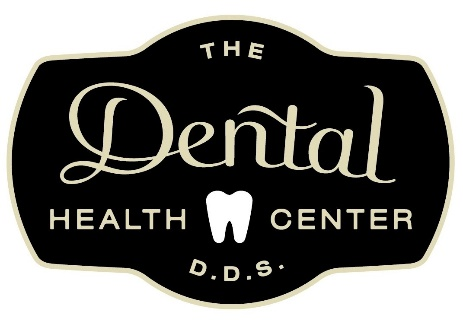 THE
Dental
HEALTH CENTER
D.D.S.